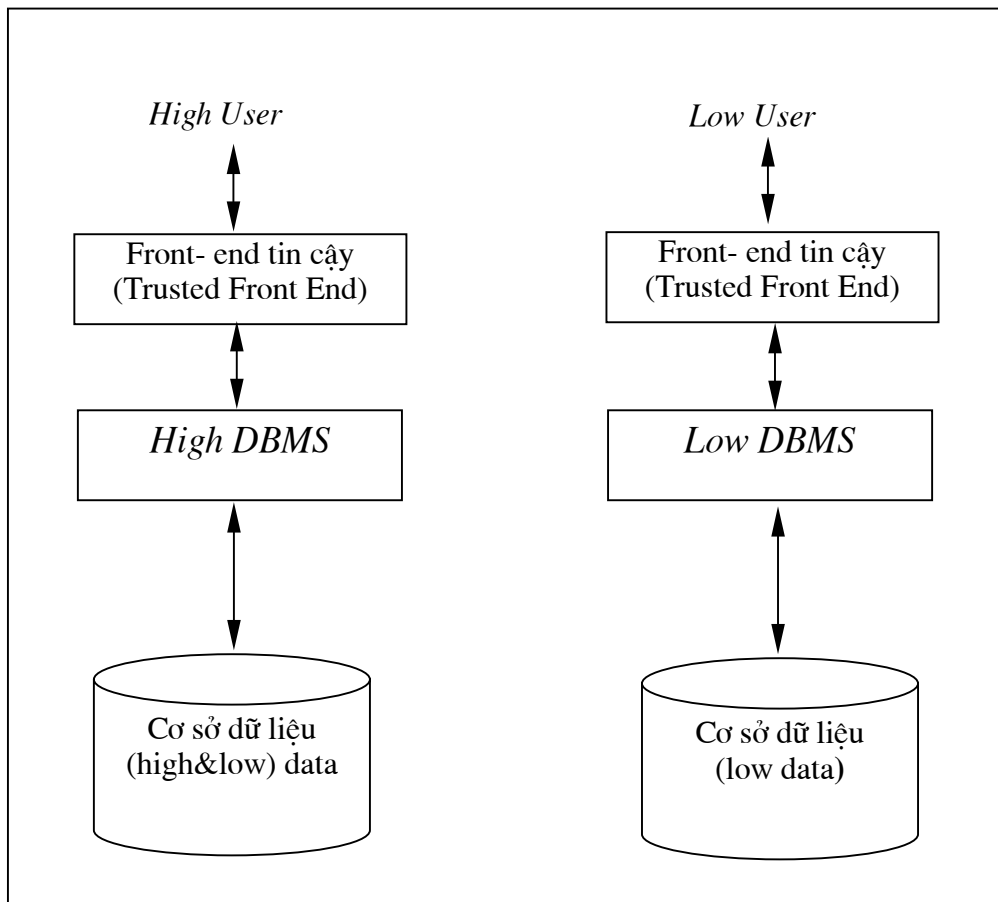 High User
Front- end tin cậy
(Trusted Front End)
High DBMS
Cơ sở dữ liệu
(high&low) data
Low User
Front- end tin cậy
(Trusted Front End)
Low DBMS
Cơ sở dữ liệu
(low data)